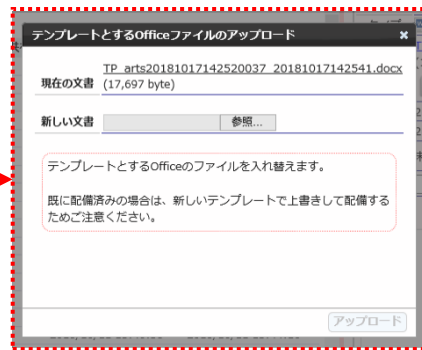 テンプレートとするOfficeファイルのアップロード ×
現在の文書 TP_arts20181017142520037_20181017142541.docx
(17,697 byte)
新しい文書 参照...
テンプレートとするOfficeのファイルを入れ替えます。
既に配備済みの場合は、新しいテンプレートで上書きして配備する
ためご注意ください。
アップロード